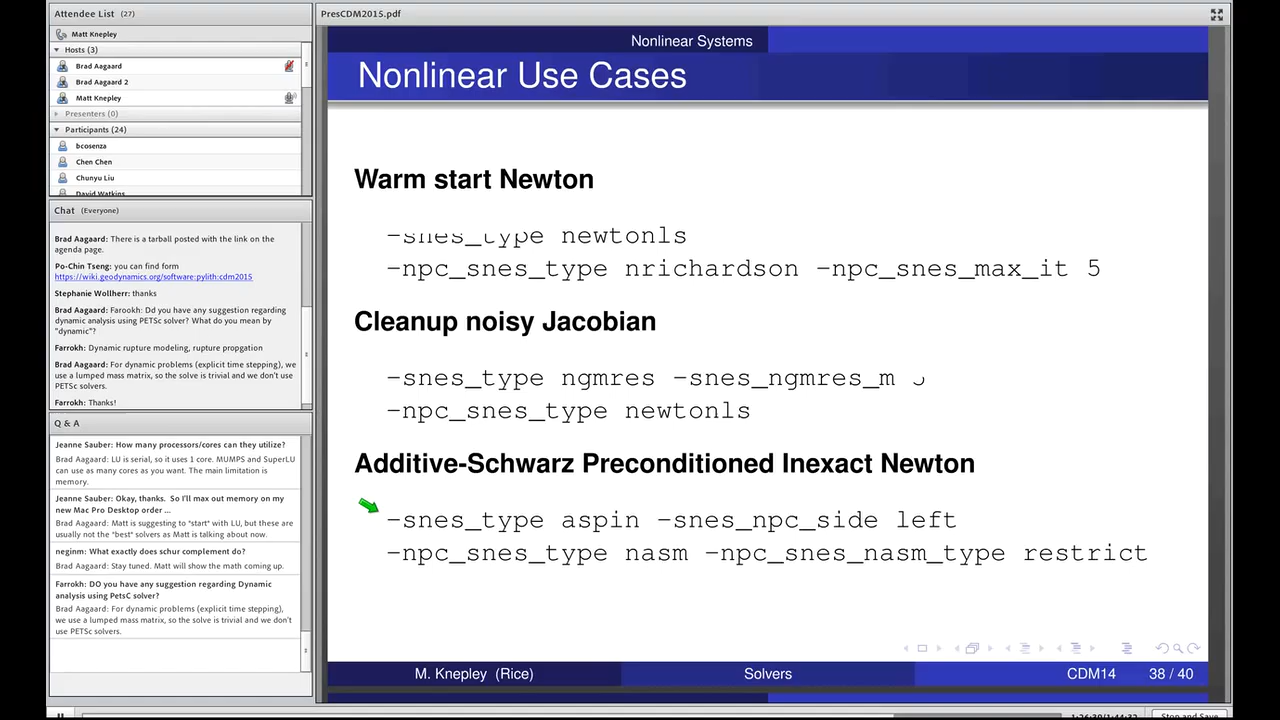 Attendee List (27)
Matt Knepley
Hosts (3)
Brad Aagaard
Brad Aagaard 2
Matt Knepley
Presenters (0)
Participants (24)
bcosenza
Chen Chen
Chunyu Liu
David Watkins
Chat (Everyone)
Brad Aagaard: There is a tarball posted with the link on the
agenda page.
Po-Chin Tseng: you can find form
https://wiki.geodynamics.org/software:pylith:cdm2015
Stephanie Wollherr: thanks
Brad Aagaard: Farookh: Dd you have any suggestion regarding
dynamic analysis using PETSc solver? What do you mean by
"dynamic"?
Farrokh: Dynamic rupture modeling, rupture propgation
Brad Aagaard: For dynamic problems (explicit time stepping), we
use a lumped mass matrix, so the solve is trivial and we don't use
PETSc solvers.
Farrokh: Thanks!
Q & A
Jeanne Sauber: How many processors/cores can they utilize?
Brad Aagaard: LU is serial, so it uses 1 core. MUMPS and SuperLU
can use as many cores as you want. The main limitation is
memory.
Jeanne Sauber: Okay, thanks. So I'll max out memory on my
new Mac Pro Desktop order ...
Brad Aagaard: Matt is suggesting to *start* with LU, but these are
usually not the *best* solvers as Matt is talking about now.
neginm: What exactly does schur complement do?
Brad Aagaard: Stay tuned. Matt will show the math coming up.
Farrokh: DO you have any suggestion regarding Dynamic
analysis using PetsC solver?
Brad Aagaard: For dynamic problems (explicit time stepping),
we use a lumped mass matrix, so the solve is trivial and we don't
use PETSc solvers.
PresCDM2015.pdf
Nonlinear Systems
Nonlinear Use Cases
Warm start Newton
-snes_type newtonls
-npc_snes_type nrichardson -npc_snes_max_it 5
Cleanup noisy Jacobian
-snes_type ngmres -snes_ngmres_m
-npc_snes_type newtonls
Additive-Schwarz Preconditioned Inexact Newton
-snes_type aspin -snes_npc_side left
-npc_snes_type nasm -npc_snes_nasm_type restrict
M. Knepley (Rice)
Solvers
CDM14
38 / 40
1:26:30/1:44:32
Stop and Save